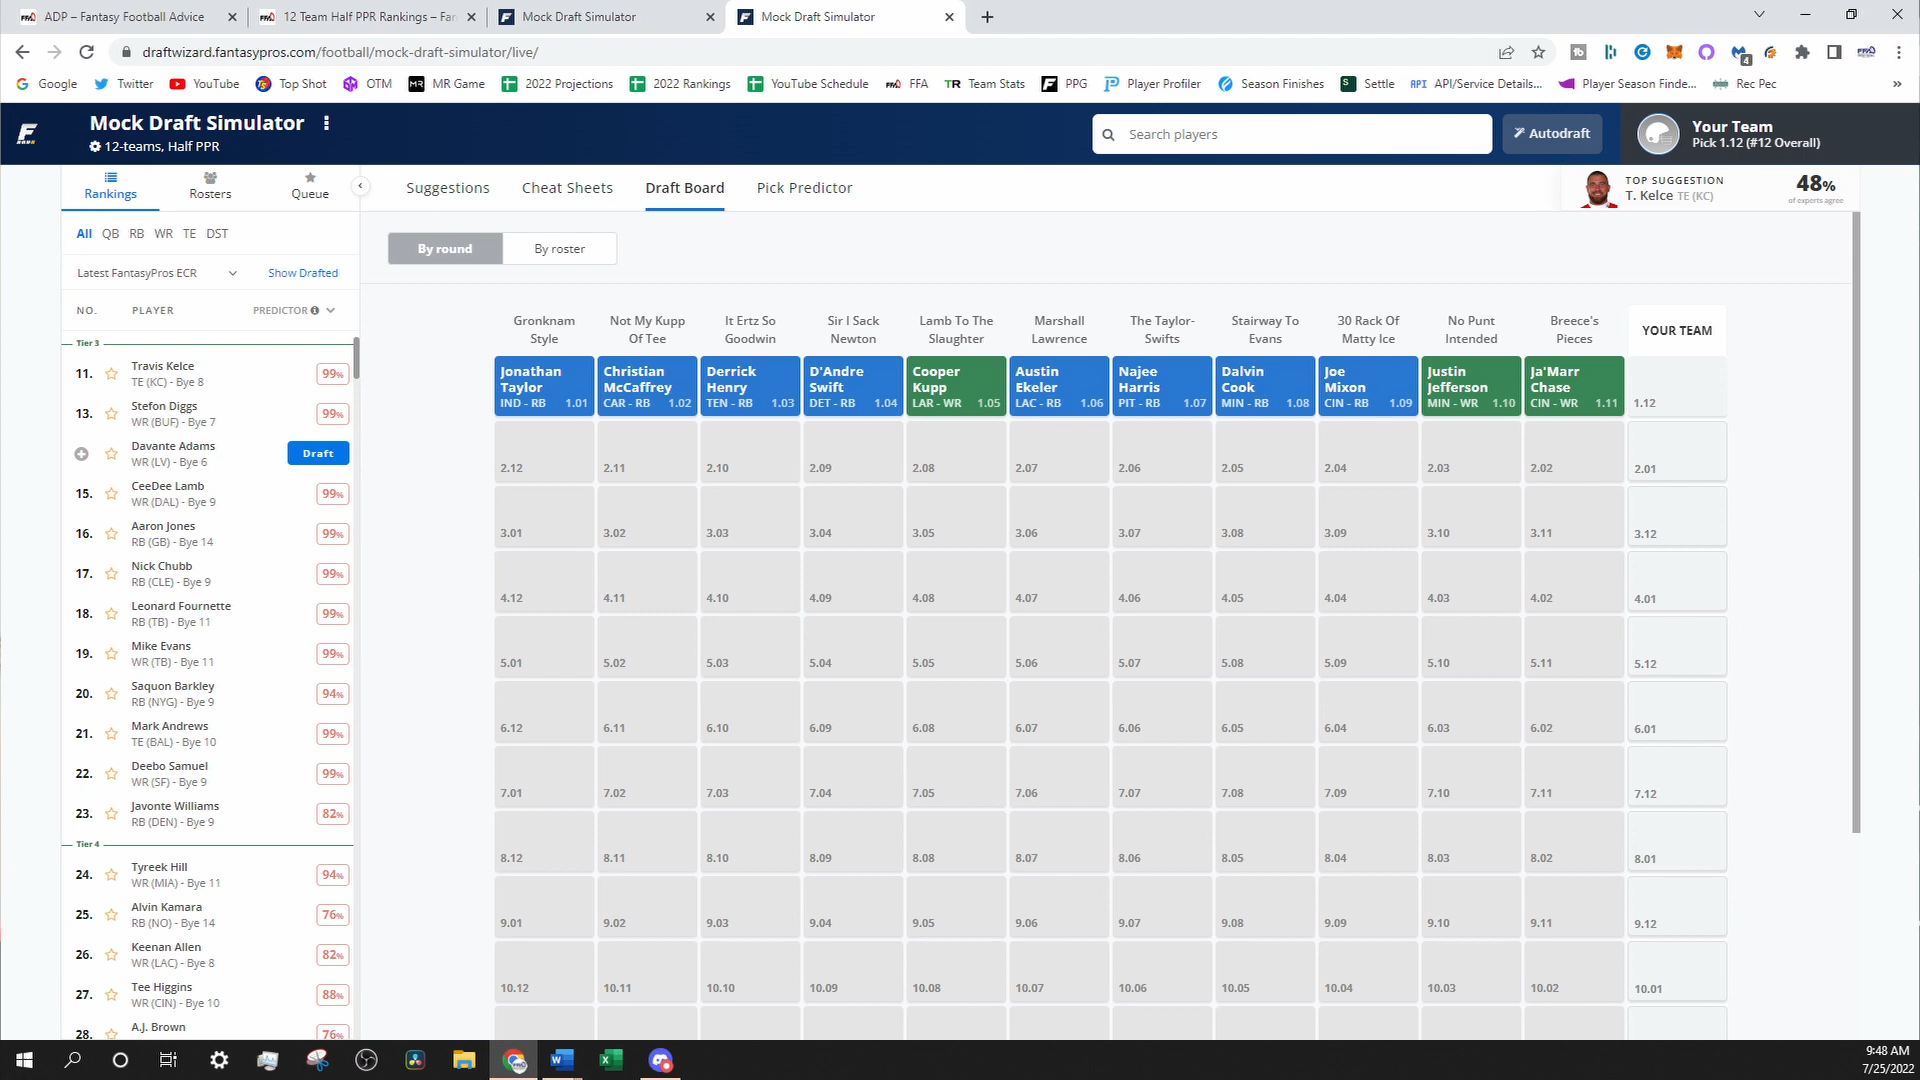 ADP – Fantasy Football Advice
12 Team Half PPR Rankings – Fan
Mock Draft Simulator
Mock Draft Simulator
draftwizard.fantasypros.com/football/mock-draft-simulator/live/
4
Google
Twitter
YouTube
Top Shot
OTM
MR Game
2022 Projections
2022 Rankings
YouTube Schedule
FFA
Team Stats
PPG
Player Profiler
Season Finishes
Settle
API/Service Details...
Player Season Finde...
Rec Pec
Mock Draft Simulator
12-teams, Half PPR
Search players
Autodraft
Your Team
Pick 1.12 (#12 Overall)
Rankings
Rosters
Queue
Suggestions
Cheat Sheets
Draft Board
Pick Predictor
TOP SUGGESTION
T. Kelce TE (KC)
48%
of experts agree
All QB RB WR TE DST
Latest FantasyPros ECR
Show Drafted
NO. PLAYER PREDICTOR
By round
By roster
Tier 3
11. Travis Kelce 99%
TE (KC) - Bye 8
13. Stefon Diggs 99%
WR (BUF) - Bye 7
Davante Adams Draft
WR (LV) - Bye 6
15. CeeDee Lamb 99%
WR (DAL) - Bye 9
16. Aaron Jones 99%
RB (GB) - Bye 14
17. Nick Chubb 99%
RB (CLE) - Bye 9
18. Leonard Fournette 99%
RB (TB) - Bye 11
19. Mike Evans 99%
WR (TB) - Bye 11
20. Saquon Barkley 94%
RB (NYG) - Bye 9
21. Mark Andrews 99%
TE (BAL) - Bye 10
22. Deebo Samuel 99%
WR (SF) - Bye 9
23. Javonte Williams 82%
RB (DEN) - Bye 9
Tier 4
24. Tyreek Hill 94%
WR (MIA) - Bye 11
25. Alvin Kamara 76%
RB (NO) - Bye 14
26. Keenan Allen 82%
WR (LAC) - Bye 8
27. Tee Higgins 88%
WR (CIN) - Bye 10
28. A.J. Brown 76%
Gronknam
Style
Not My Kupp
Of Tee
It Ertz So
Goodwin
Sir I Sack
Newton
Lamb To The
Slaughter
Marshall
Lawrence
The Taylor-
Swifts
Stairway To
Evans
30 Rack Of
Matty Ice
No Punt
Intended
Breece's
Pieces
YOUR TEAM
Jonathan
Taylor
IND - RB 1.01
Christian
McCaffrey
CAR - RB 1.02
Derrick
Henry
TEN - RB 1.03
D'Andre
Swift
DET - RB 1.04
Cooper
Kupp
LAR - WR 1.05
Austin
Ekeler
LAC - RB 1.06
Najee
Harris
PIT - RB 1.07
Dalvin
Cook
MIN - RB 1.08
Joe
Mixon
CIN - RB 1.09
Justin
Jefferson
MIN - WR 1.10
Ja'Marr
Chase
CIN - WR 1.11
1.12
2.12 2.11 2.10 2.09 2.08 2.07 2.06 2.05 2.04 2.03 2.02 2.01
3.01 3.02 3.03 3.04 3.05 3.06 3.07 3.08 3.09 3.10 3.11 3.12
4.12 4.11 4.10 4.09 4.08 4.07 4.06 4.05 4.04 4.03 4.02 4.01
5.01 5.02 5.03 5.04 5.05 5.06 5.07 5.08 5.09 5.10 5.11 5.12
6.12 6.11 6.10 6.09 6.08 6.07 6.06 6.05 6.04 6.03 6.02 6.01
7.01 7.02 7.03 7.04 7.05 7.06 7.07 7.08 7.09 7.10 7.11 7.12
8.12 8.11 8.10 8.09 8.08 8.07 8.06 8.05 8.04 8.03 8.02 8.01
9.01 9.02 9.03 9.04 9.05 9.06 9.07 9.08 9.09 9.10 9.11 9.12
10.12 10.11 10.10 10.09 10.08 10.07 10.06 10.05 10.04 10.03 10.02 10.01
9:48 AM
7/25/2022